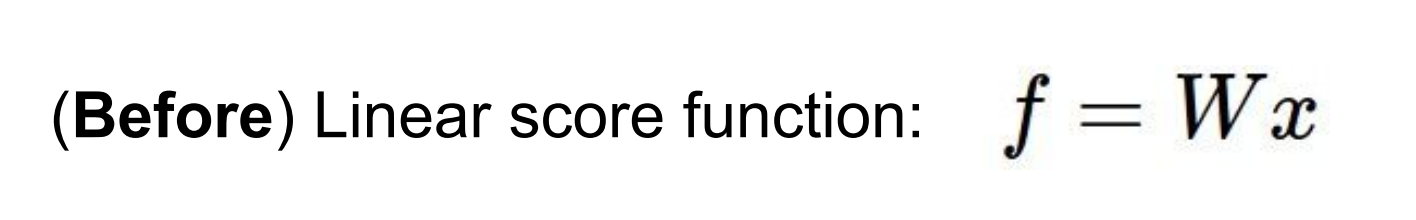 (Before) Linear score function: f = Wx